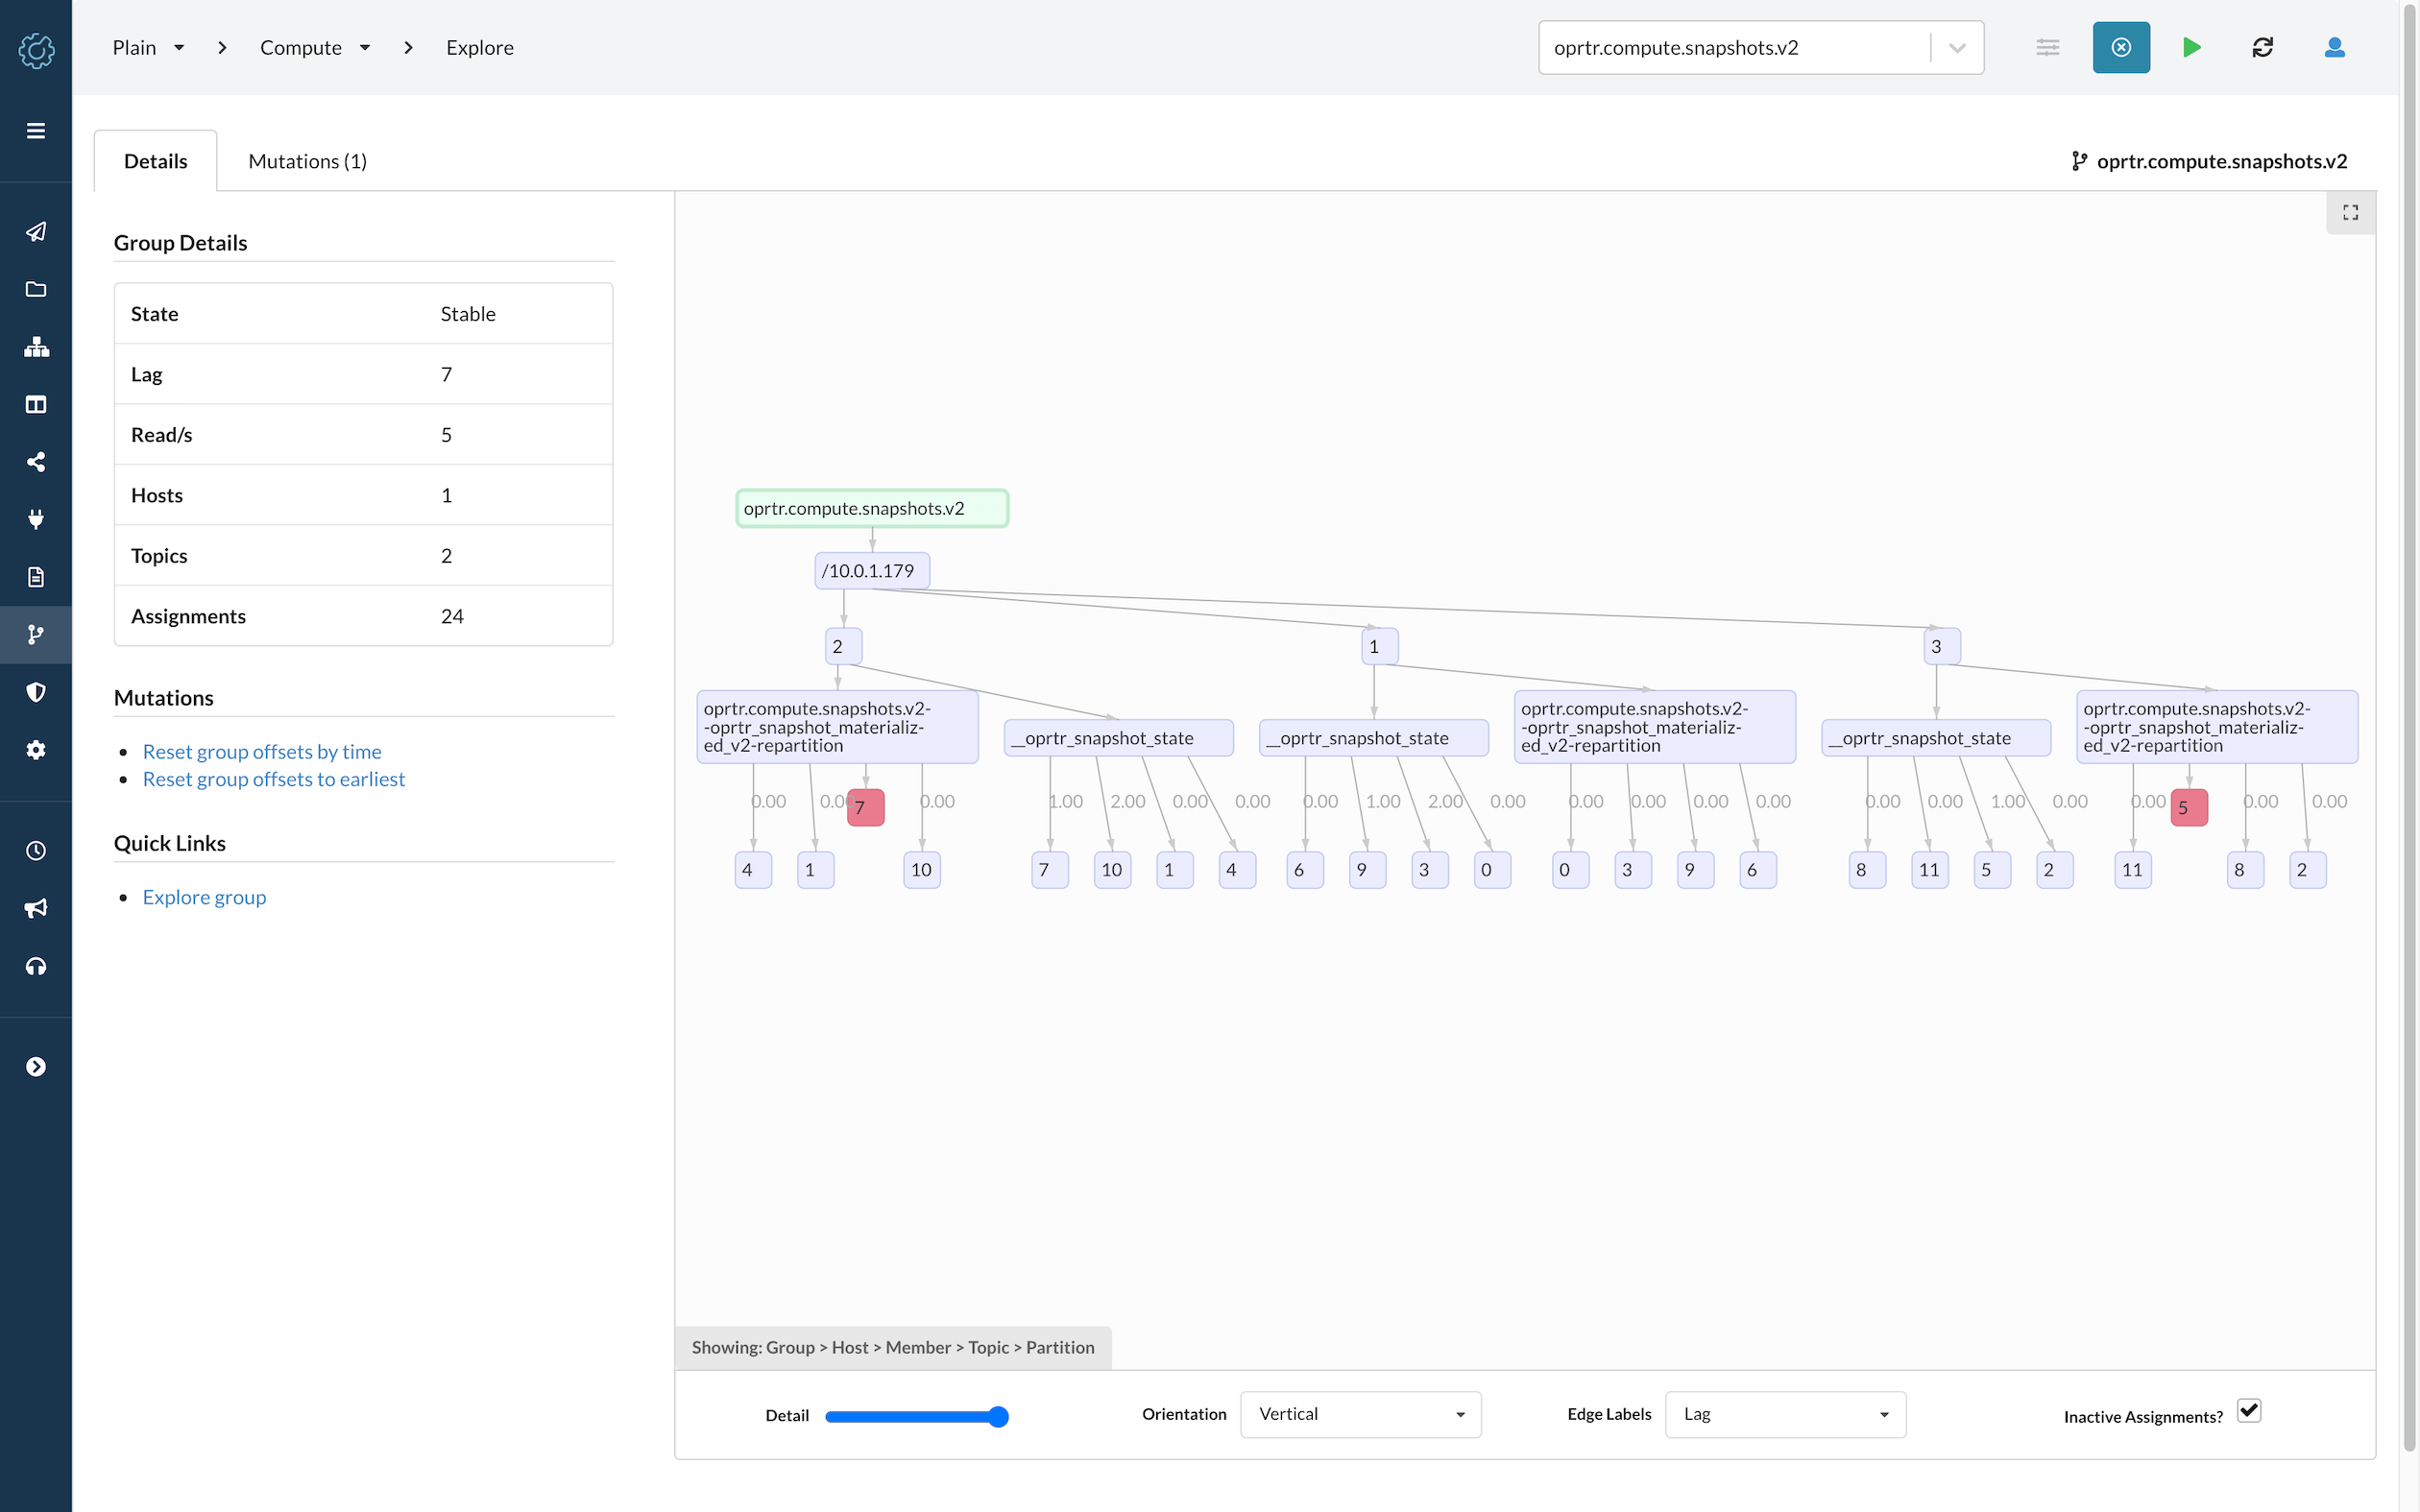 Plain
Compute
Explore
oprtr.compute.snapshots.v2
Details
Mutations (1)
oprtr.compute.snapshots.v2
Group Details
State Stable
Lag 7
Read/s 5
Hosts 1
Topics 2
Assignments 24
Mutations
Reset group offsets by time
Reset group offsets to earliest
Quick Links
Explore group
oprtr.compute.snapshots.v2
/10.0.1.179
2 1 3
oprtr.compute.snapshots.v2-
-oprtr_snapshot_materializ-
ed_v2-repartition
__oprtr_snapshot_state
__oprtr_snapshot_state
oprtr.compute.snapshots.v2-
-oprtr_snapshot_materializ-
ed_v2-repartition
__oprtr_snapshot_state
oprtr.compute.snapshots.v2-
-oprtr_snapshot_materializ-
ed_v2-repartition
0.00 0.00 7 0.00 1.00 2.00 0.00 0.00 0.00 1.00 2.00 0.00 0.00 0.00 0.00 0.00 0.00 0.00 1.00 0.00 0.00 5 0.00 0.00
4 1 10 7 10 1 4 6 9 3 0 0 3 9 6 8 11 5 2 11 8 2
Showing: Group > Host > Member > Topic > Partition
Detail
Orientation
Vertical
Edge Labels
Lag
Inactive Assignments?